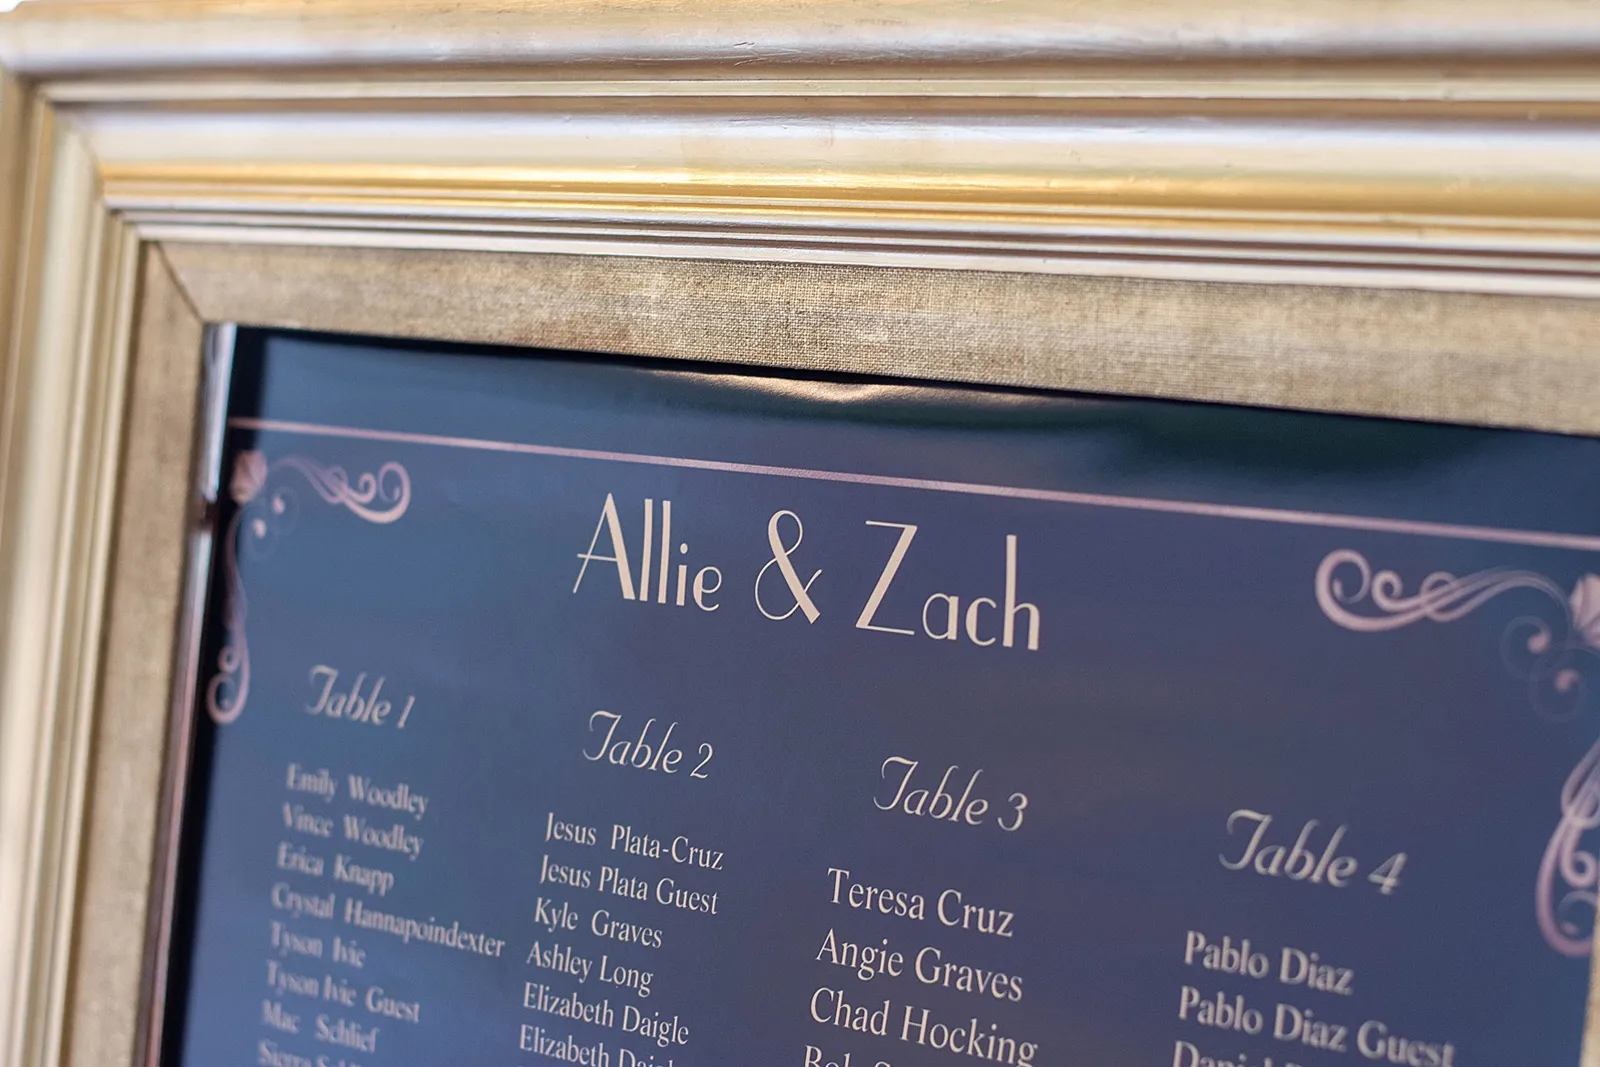 Allie & Zach
Table 1
Emily Woodley
Vince Woodley
Erica Knapp
Crystal Hannapoindexter
Tyson Ivie
Tyson Ivie Guest
Mac Schlief
Table 2
Jesus Plata-Cruz
Jesus Plata Guest
Kyle Graves
Ashley Long
Elizabeth Daigle
Elizabeth
Table 3
Teresa Cruz
Angie Graves
Chad Hocking
Table 4
Pablo Diaz
Pablo Diaz Guest